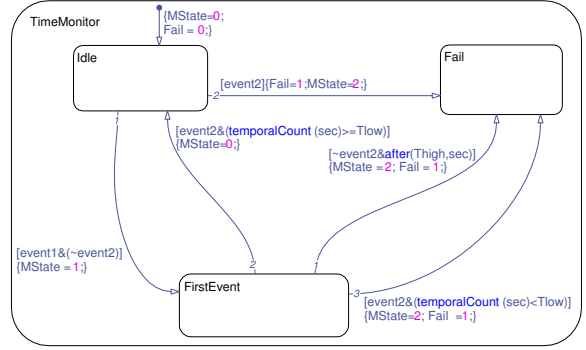 TimeMonitor
{MState=0;
Fail = 0;}
Idle
Fail
[event2]{Fail=1;MState=2;}
2
1
[event2&(temporalCount (sec)>=Tlow)]
{MState=0;}
[~event2&after(Thigh,sec)]
{MState =2; Fail = 1;}
[event1&(~event2)]
{MState =1;}
2
1
FirstEvent
3
[event2&(temporalCount (sec)<Tlow)]
{MState=2; Fail =1;}